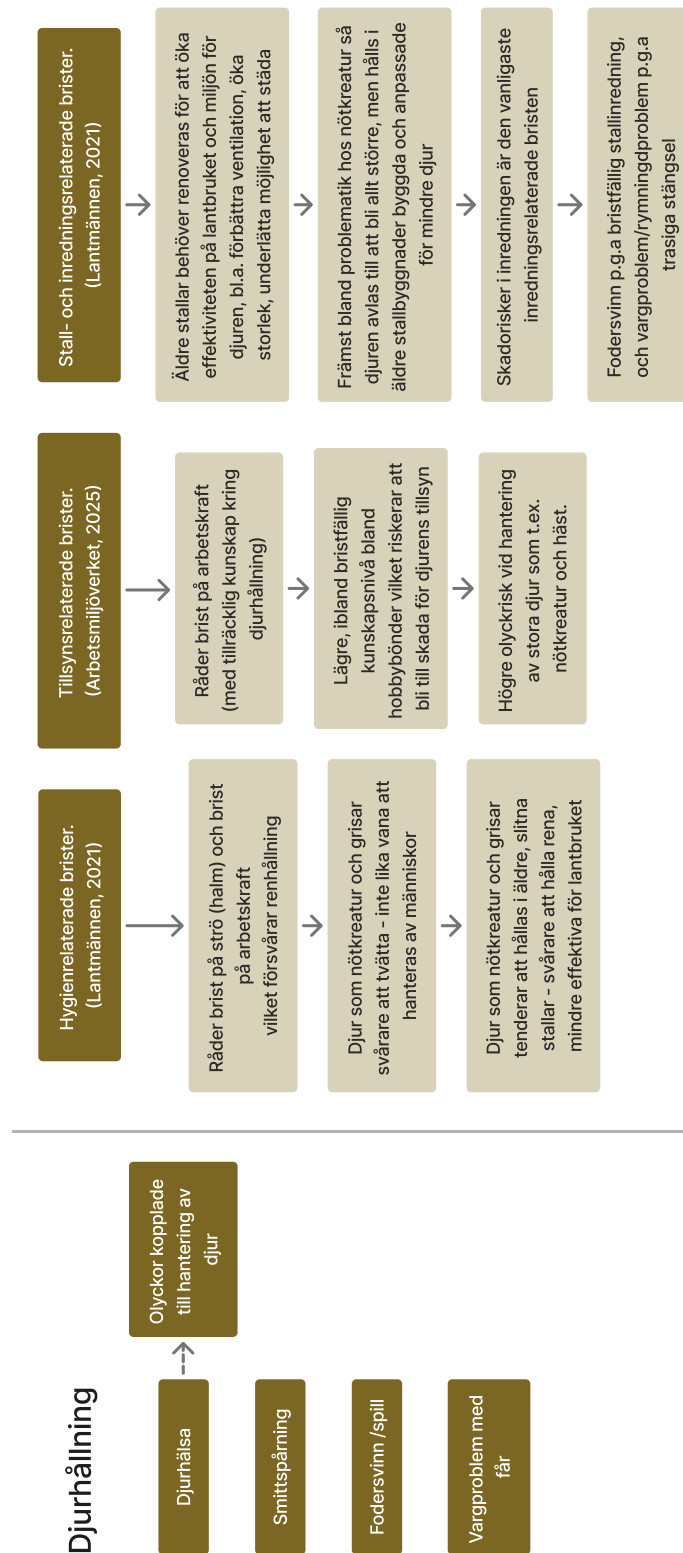 Djurhållning
Djurhälsa
Olyckor kopplade
till hantering av
djur
Smittspårning
Fodersvinn /spill
Vargproblem med
får
Hygienrelaterade brister.
(Lantmännen, 2021)
Råder brist på strö (halm) och brist
på arbetskraft
vilket försvårar renhållning
Djur som nötkreatur och grisar
svårare att tvätta - inte lika vana att
hanteras av människor
Djur som nötkreatur och grisar
tenderar att hållas i äldre, slitna
stallar - svårare att hålla rena,
mindre effektiva för lantbruket
Tillsynsrelaterade brister.
(Arbetsmiljöverket, 2025)
Råder brist på arbetskraft
(med tillräcklig kunskap kring
djurhållning)
Lägre, ibland bristfällig
kunskapsnivå bland
hobbybönder vilket riskerar att
bli till skada för djurens tillsyn
Högre olyckrisk vid hantering
av stora djur som t.ex.
nötkreatur och häst.
Stall- och inredningsrelaterade brister.
(Lantmännen, 2021)
Äldre stallar behöver renoveras för att öka
effektiviteten på lantbruket och miljön för
djuren, bl.a. förbättra ventilation, öka
storlek, underlätta möjlighet att städa
Främst bland problematik hos nötkreatur så
djuren avlas till att bli allt större, men hålls i
äldre stallbyggnader byggda och anpassade
för mindre djur
Skadorisker i inredningen är den vanligaste
inredningsrelaterade bristen
Fodersvinn p.g.a bristfällig stallinredning,
och vargproblem/rymningdproblem p.g.a
trasiga stängsel